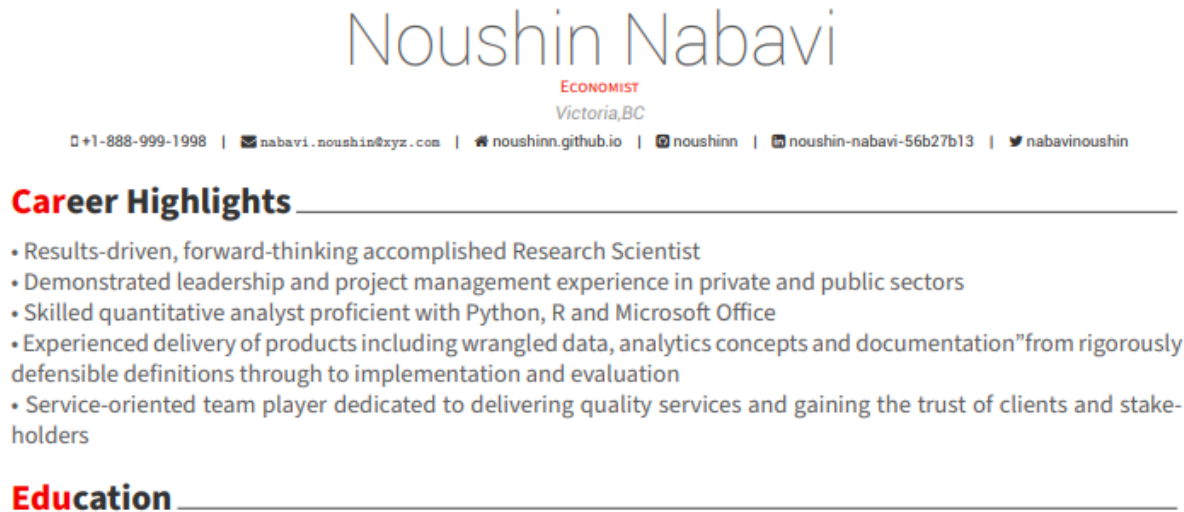 Noushin Nabavi
Economist
Victoria,BC
+1-888-999-1998 | nabavi.noushin@xyz.com | noushinn.github.io | noushinn | noushin-nabavi-56b27b13 | nabavinoushin
Career Highlights
• Results-driven, forward-thinking accomplished Research Scientist
• Demonstrated leadership and project management experience in private and public sectors
• Skilled quantitative analyst proficient with Python, R and Microsoft Office
• Experienced delivery of products including wrangled data, analytics concepts and documentation”from rigorously
defensible definitions through to implementation and evaluation
• Service-oriented team player dedicated to delivering quality services and gaining the trust of clients and stake-
holders
Education